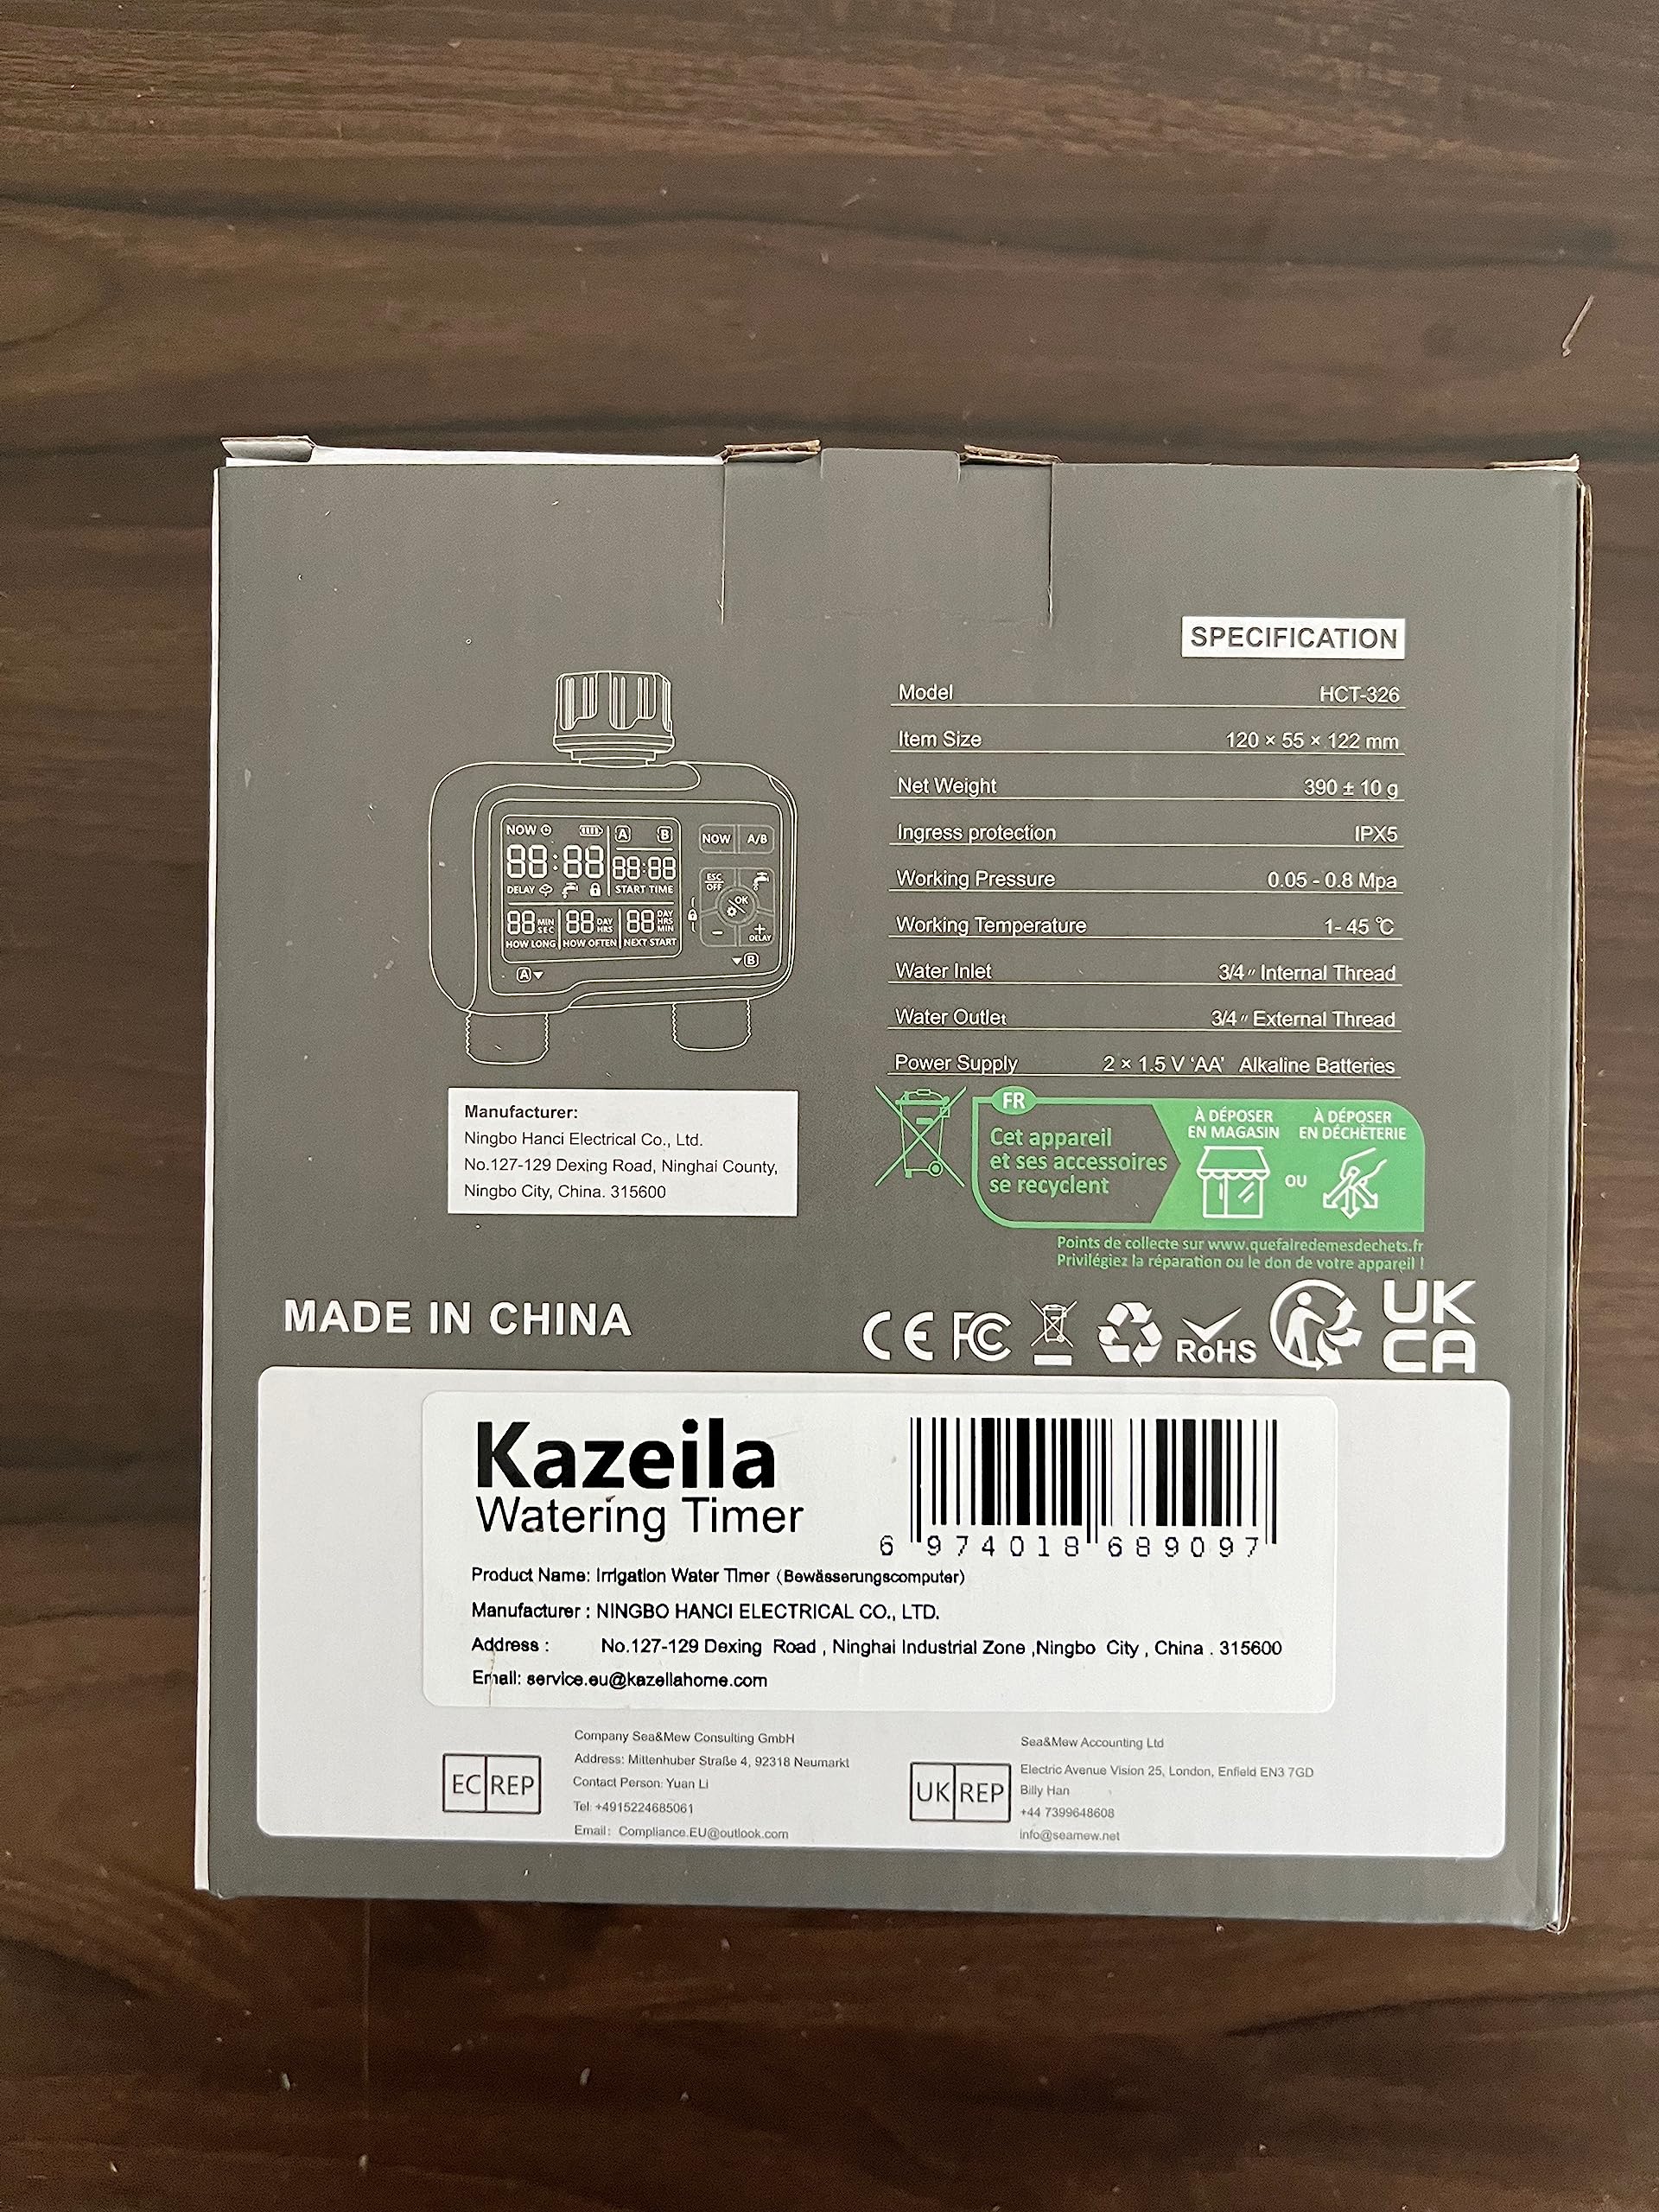 SPECIFICATION
Model HCT-326
Item Size 120 × 55 × 122 mm
Net Weight 390 ± 10 g
Ingress protection IPX5
Working Pressure 0.05 - 0.8 Mpa
Working Temperature 1- 45 ℃
Water Inlet 3/4〃 Internal Thread
Water Outlet 3/4〃 External Thread
Power Supply 2 × 1.5 V ‘AA’ Alkaline Batteries
NOW A B
88:88 88:88
DELAY START TIME
88 MIN SEC 88 DAY HRS 88 DAY HRS MIN
HOW LONG HOW OFTEN NEXT START
NOW A/B
ESC OFF
OK
− + DELAY
A▼ ▼B
Manufacturer:
Ningbo Hanci Electrical Co., Ltd.
No.127-129 Dexing Road, Ninghai County,
Ningbo City, China. 315600
FR
Cet appareil
et ses accessoires
se recyclent
À DÉPOSER
EN MAGASIN
OU
À DÉPOSER
EN DÉCHÈTERIE
Points de collecte sur www.quefairedemesdechets.fr
Privilégiez la réparation ou le don de votre appareil !
MADE IN CHINA
CE FC RoHS UK CA
Kazeila
Watering Timer
6 974018 689097
Product Name: Irrigation Water Timer (Bewässerungscomputer)
Manufacturer : NINGBO HANCI ELECTRICAL CO., LTD.
Address : No.127-129 Dexing Road , Ninghai Industrial Zone ,Ningbo City , China . 315600
Email: service.eu@kazeilahome.com
EC REP
Company Sea&Mew Consulting GmbH
Address: Mittenhuber Straße 4, 92318 Neumarkt
Contact Person: Yuan Li
Tel: +4915224685061
Email: Compliance.EU@outlook.com
UK REP
Sea&Mew Accounting Ltd
Electric Avenue Vision 25, London, Enfield EN3 7GD
Billy Han
+44 7399648608
info@seamew.net